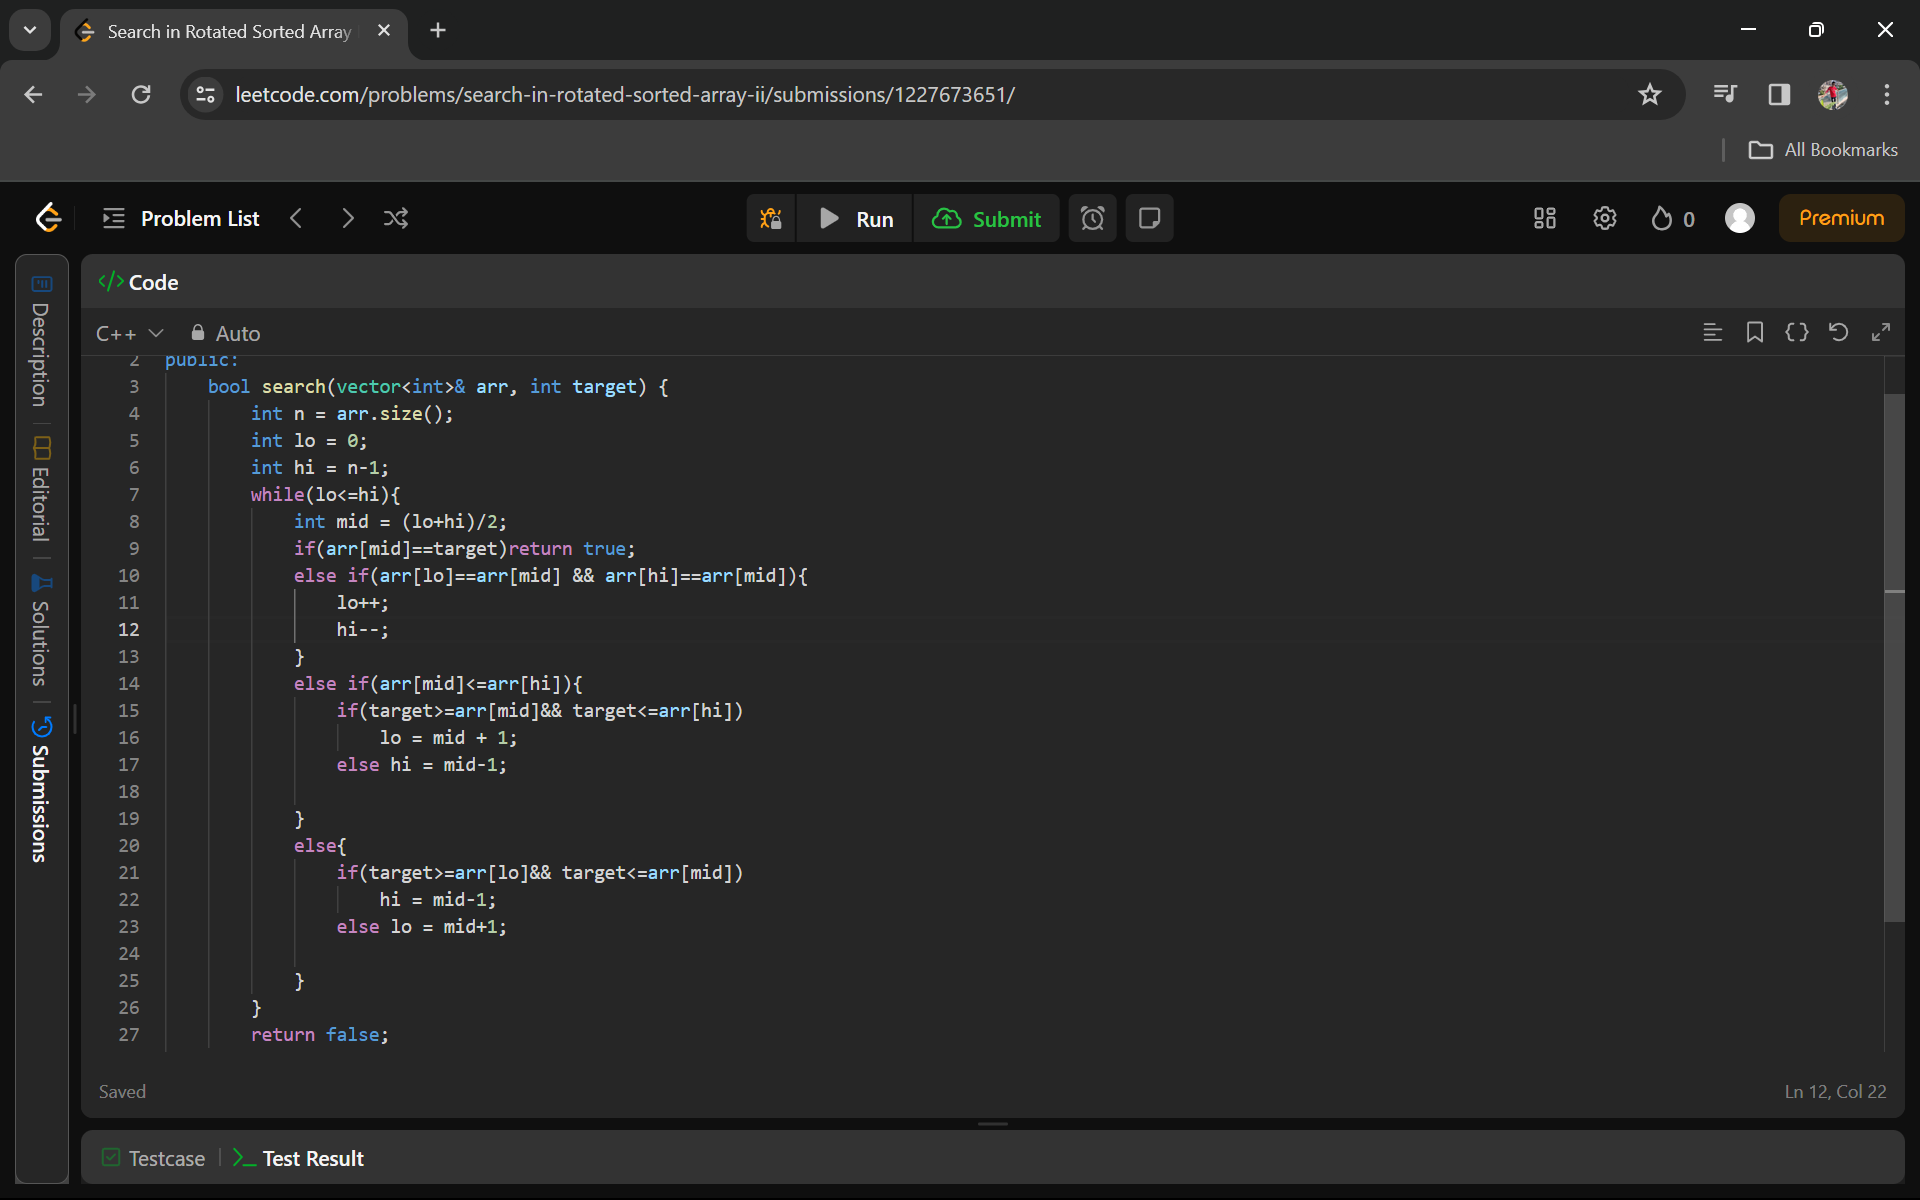 Search in Rotated Sorted Array
leetcode.com/problems/search-in-rotated-sorted-array-ii/submissions/1227673651/
All Bookmarks
Problem List
Run
Submit
0
Premium
Description
Editorial
Solutions
Submissions
</> Code
C++
Auto
2 public:
3 bool search(vector<int>& arr, int target) {
4 int n = arr.size();
5 int lo = 0;
6 int hi = n-1;
7 while(lo<=hi){
8 int mid = (lo+hi)/2;
9 if(arr[mid]==target)return true;
10 else if(arr[lo]==arr[mid] && arr[hi]==arr[mid]){
11 lo++;
12 hi--;
13 }
14 else if(arr[mid]<=arr[hi]){
15 if(target>=arr[mid]&& target<=arr[hi])
16 lo = mid + 1;
17 else hi = mid-1;
18
19 }
20 else{
21 if(target>=arr[lo]&& target<=arr[mid])
22 hi = mid-1;
23 else lo = mid+1;
24
25 }
26 }
27 return false;
Saved
Ln 12, Col 22
Testcase
Test Result